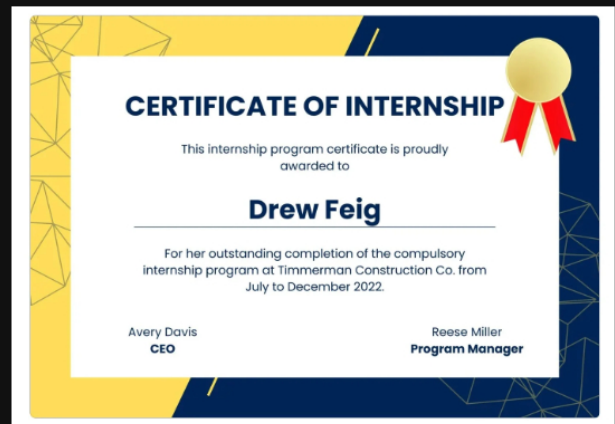 CERTIFICATE OF INTERNSHIP
This internship program certificate is proudly
awarded to
Drew Feig
For her outstanding completion of the compulsory
internship program at Timmerman Construction Co. from
July to December 2022.
Avery Davis
CEO
Reese Miller
Program Manager